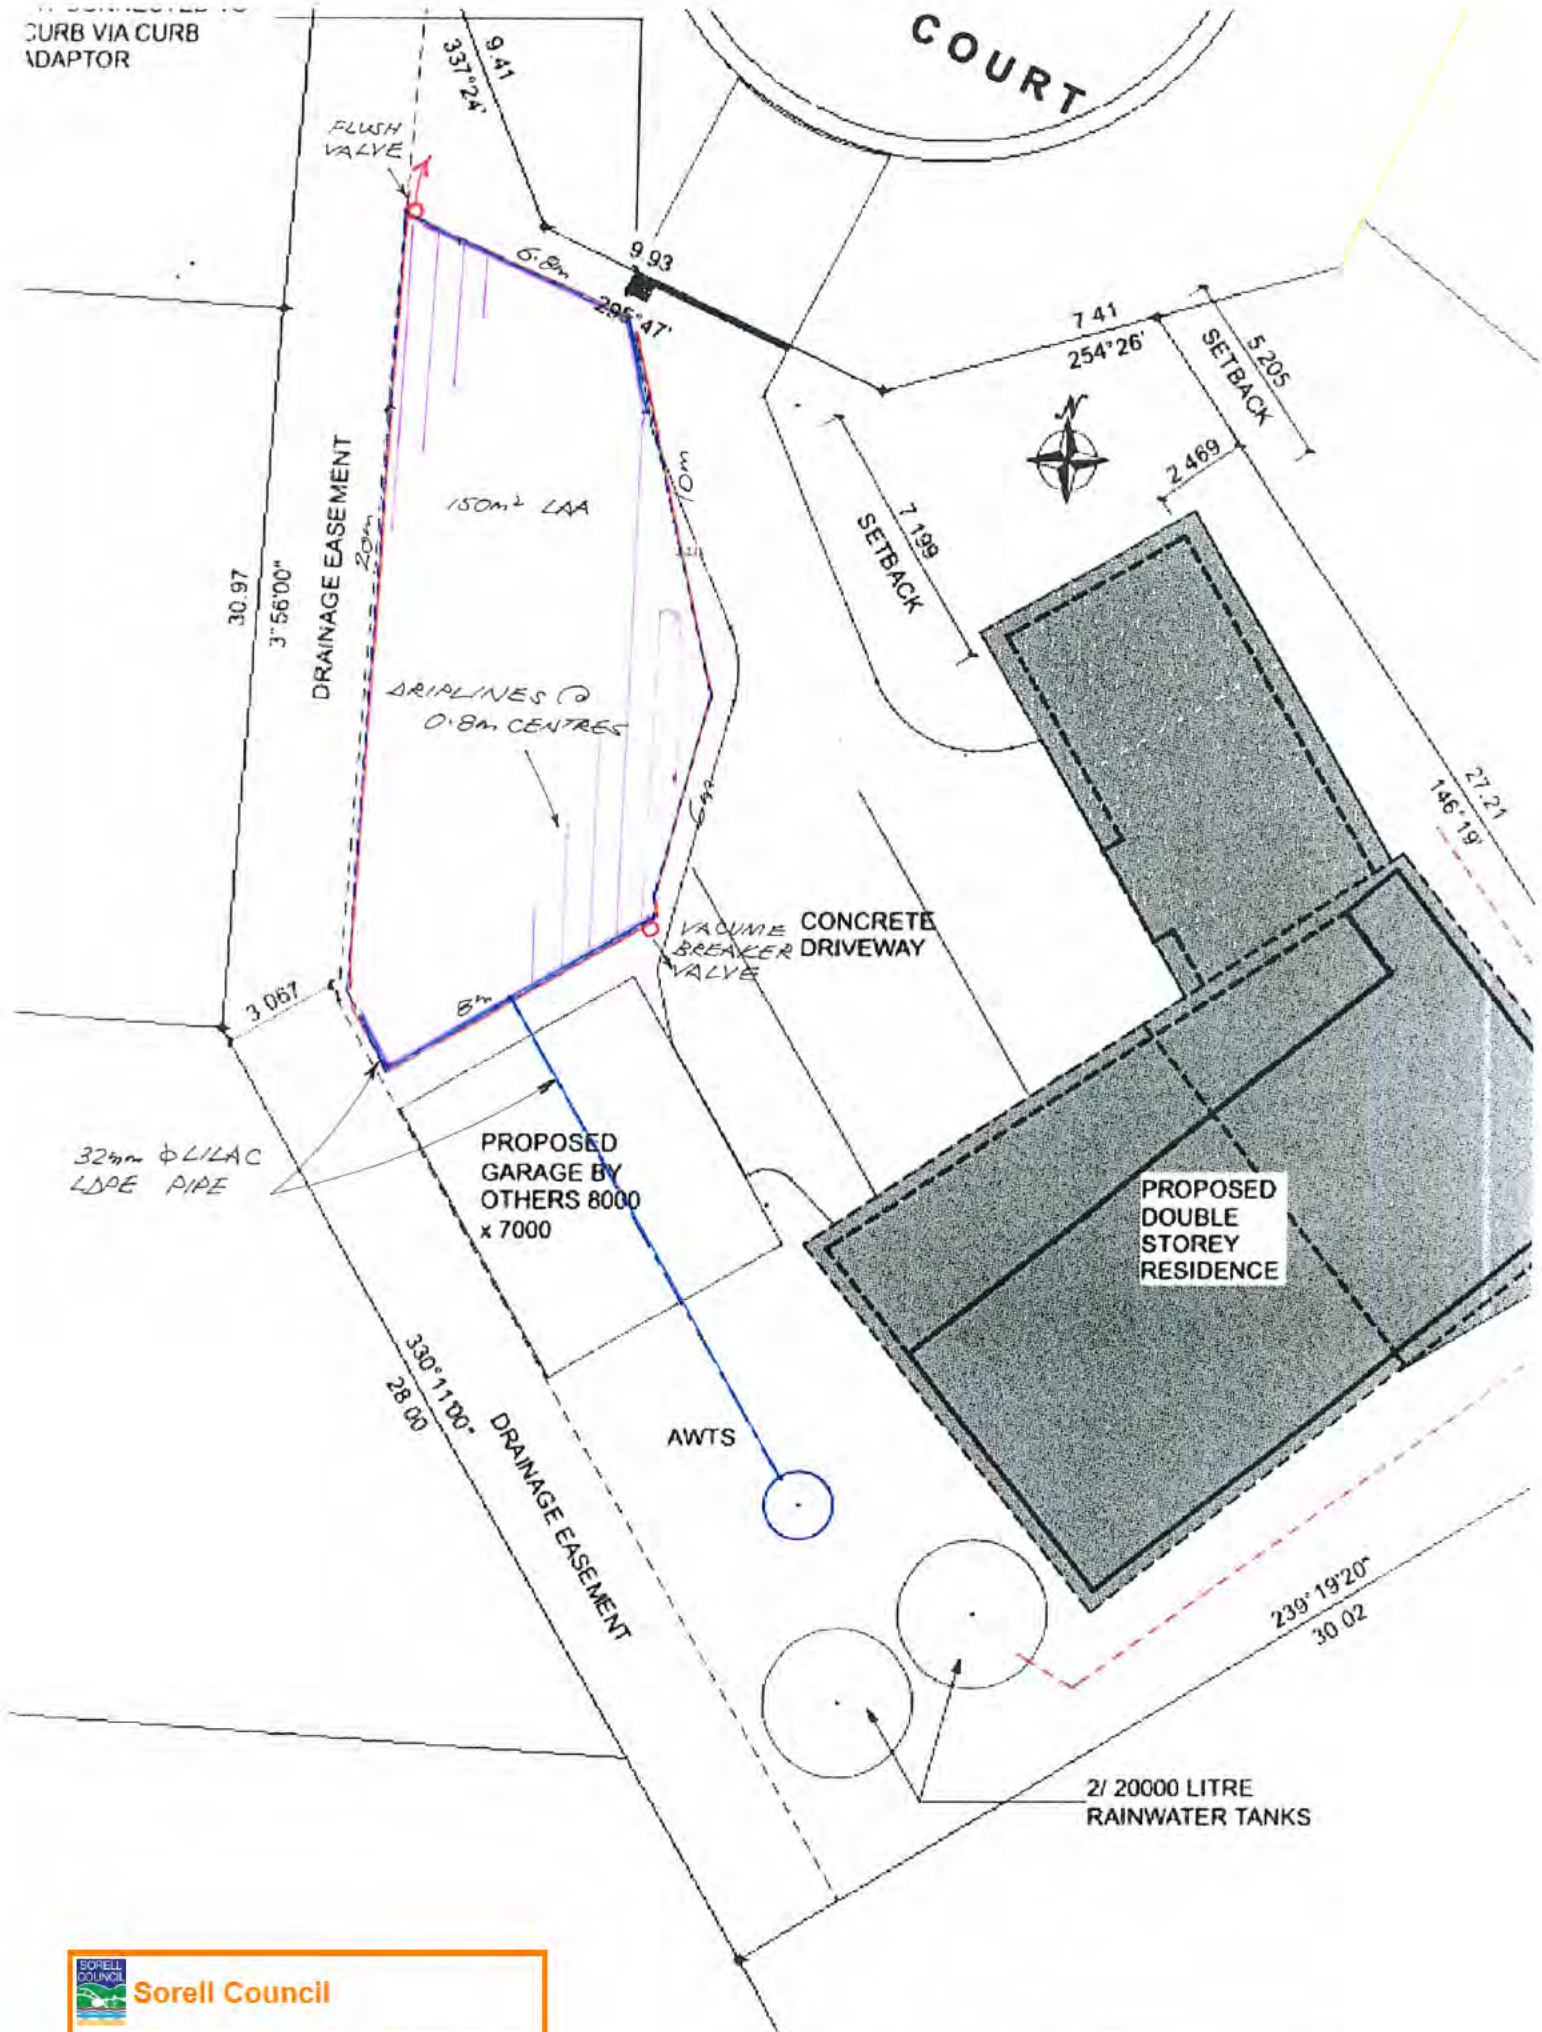 CURB VIA CURB
ADAPTOR
COURT
9.41
337°24'
FLUSH
VALVE
6.8m
9.93
295°47'
7.41
254°26'
5.205
SETBACK
N
2.469
7.199
SETBACK
DRAINAGE EASEMENT
20m
150m² LAA
10m
30.97
3°56'00"
DRIPLINES @
0.8m CENTRES
6m
27.21
146°19'
VACUME
BREAKER
VALVE
CONCRETE
DRIVEWAY
3.067
8m
32mm Φ LILAC
LDPE PIPE
PROPOSED
GARAGE BY
OTHERS 8000
x 7000
PROPOSED
DOUBLE
STOREY
RESIDENCE
330°11'00"
28.00
DRAINAGE EASEMENT
AWTS
239°19'20"
30.02
2/ 20000 LITRE
RAINWATER TANKS
SORELL
COUNCIL
Sorell Council